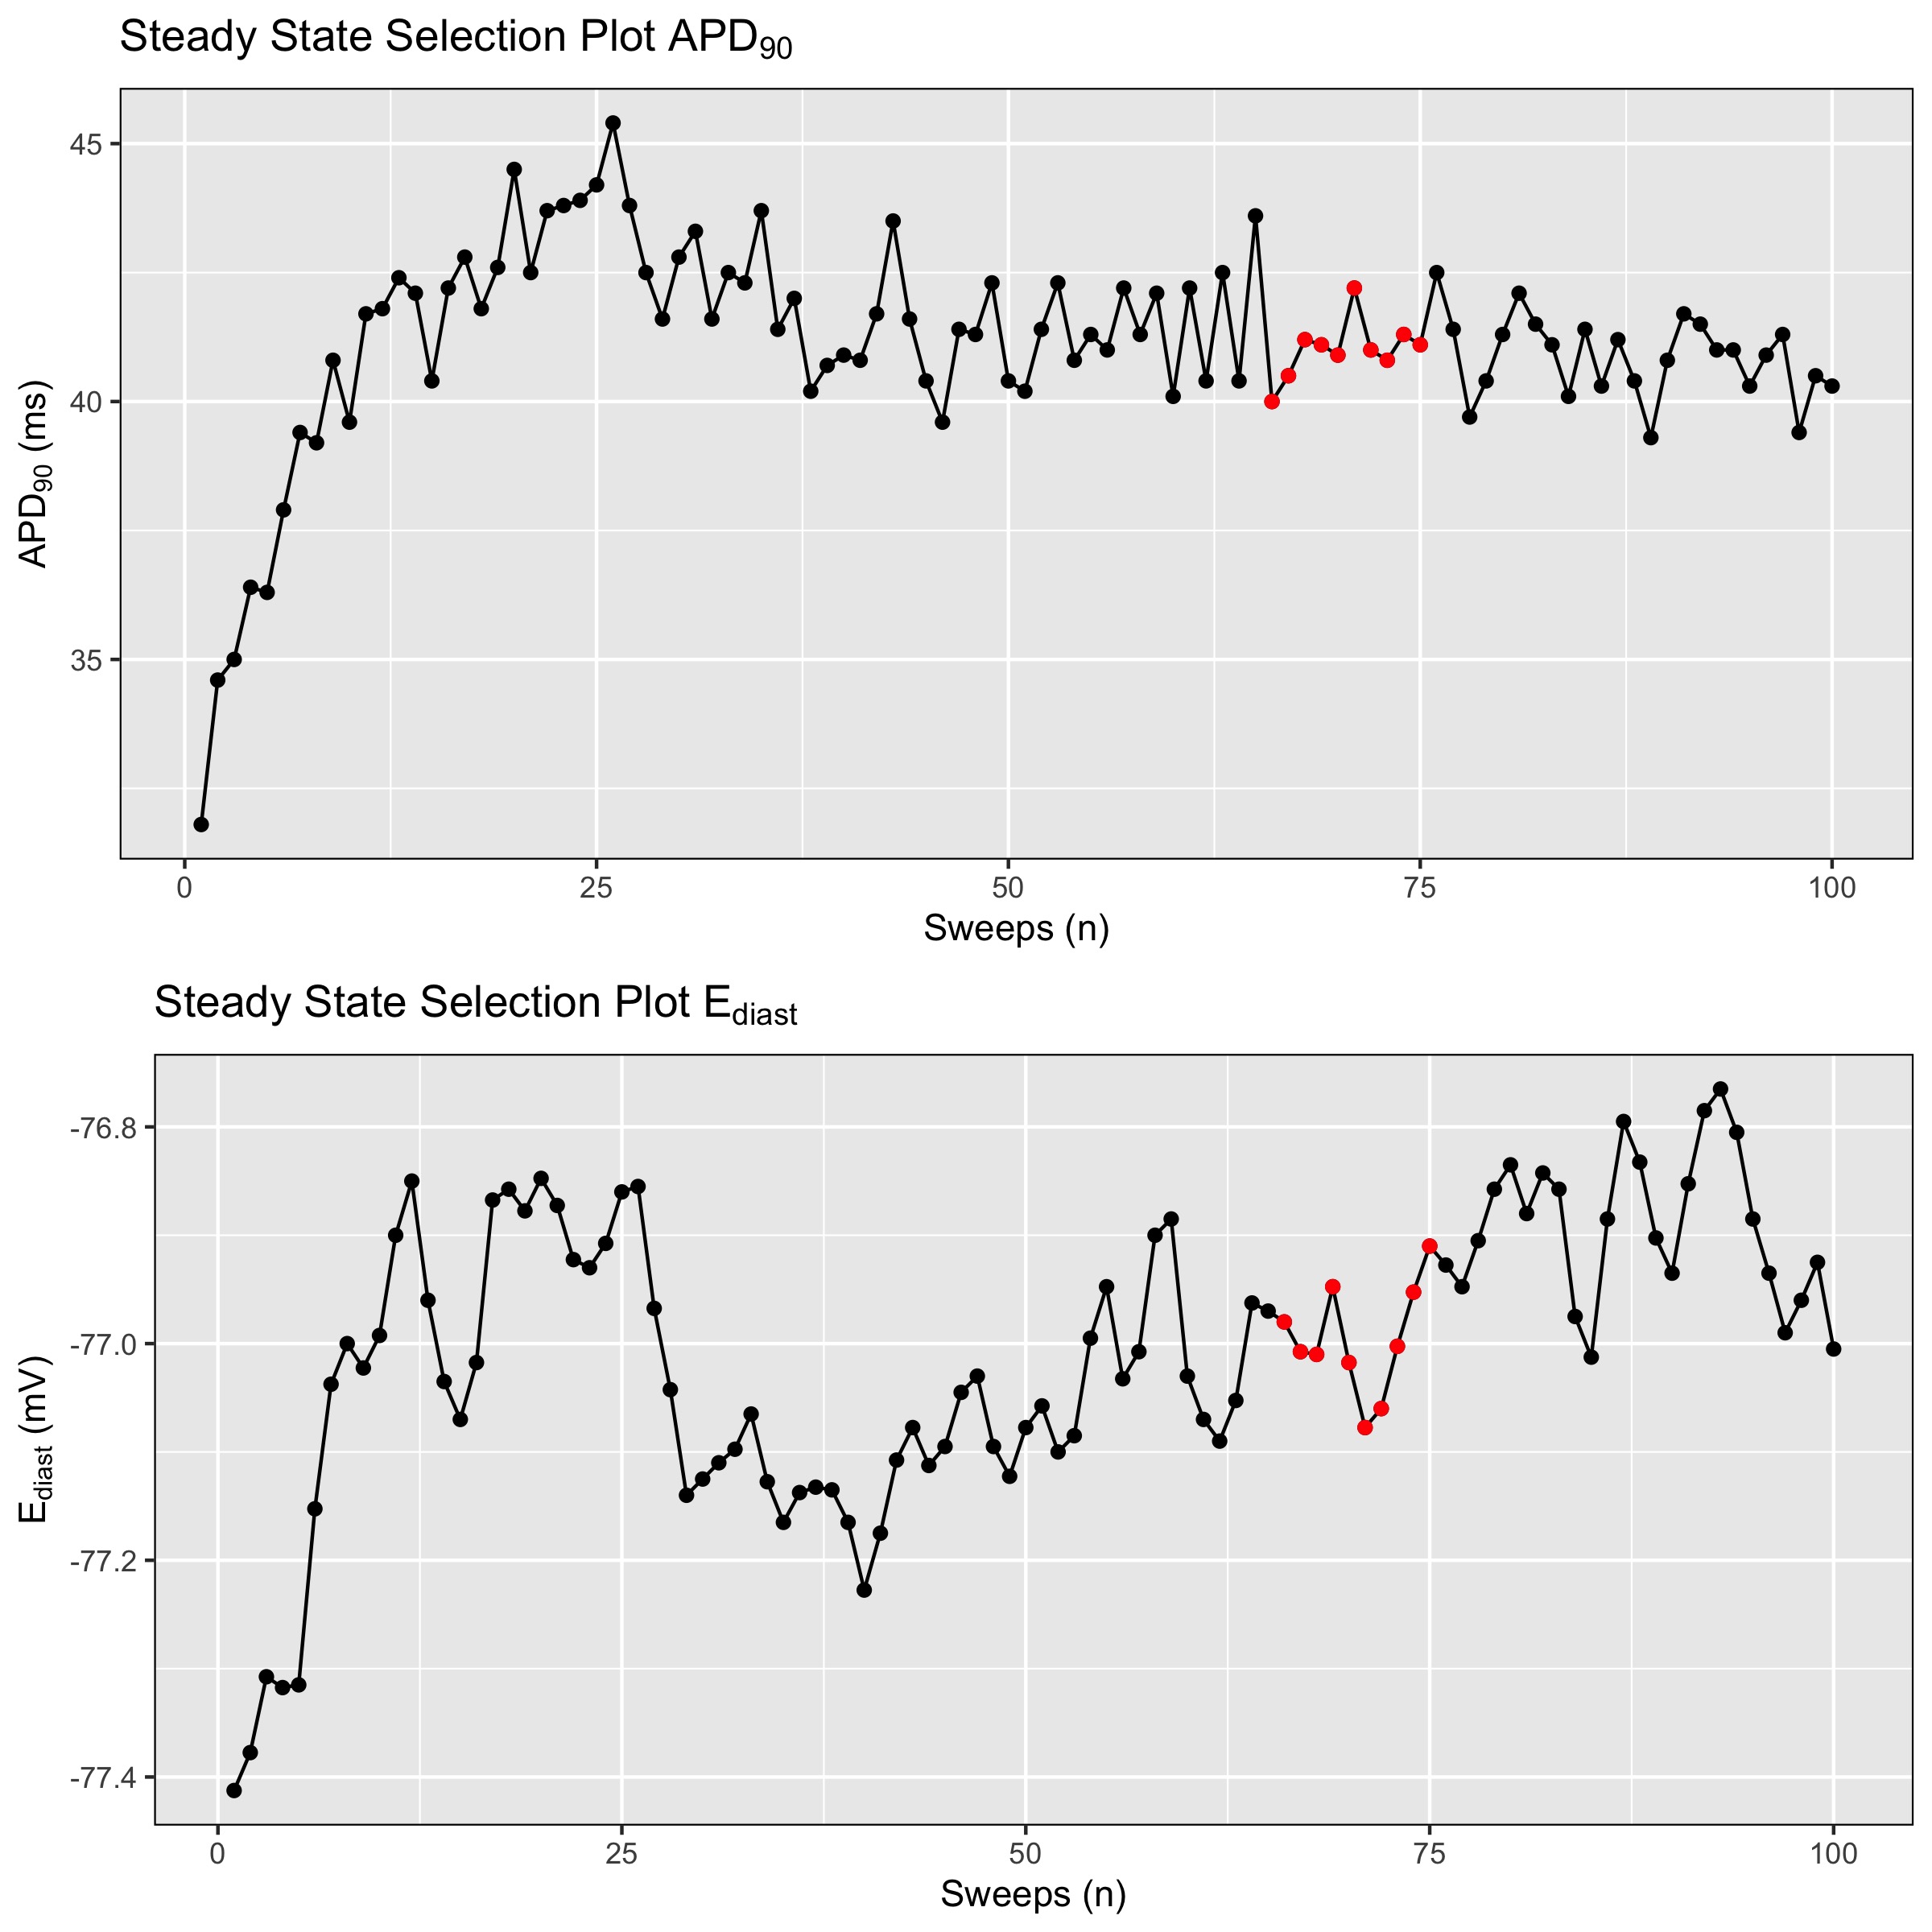 Steady State Selection Plot APD90
45
40
35
APD90 (ms)
0 25 50 75 100
Sweeps (n)
Steady State Selection Plot Ediast
-76.8
-77.0
-77.2
-77.4
Ediast (mV)
0 25 50 75 100
Sweeps (n)